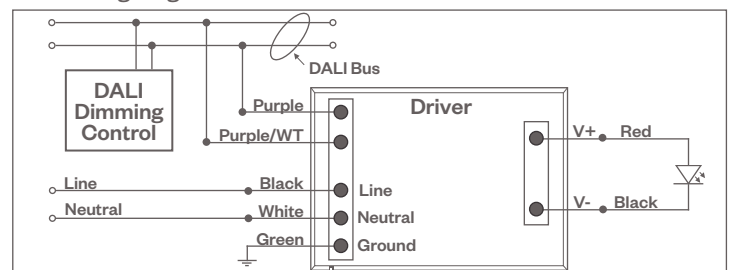 DALI Bus
DALI
Dimming
Control
Driver
Purple
Purple/WT
V+ Red
Line Black Line
Neutral White Neutral
V- Black
Green Ground